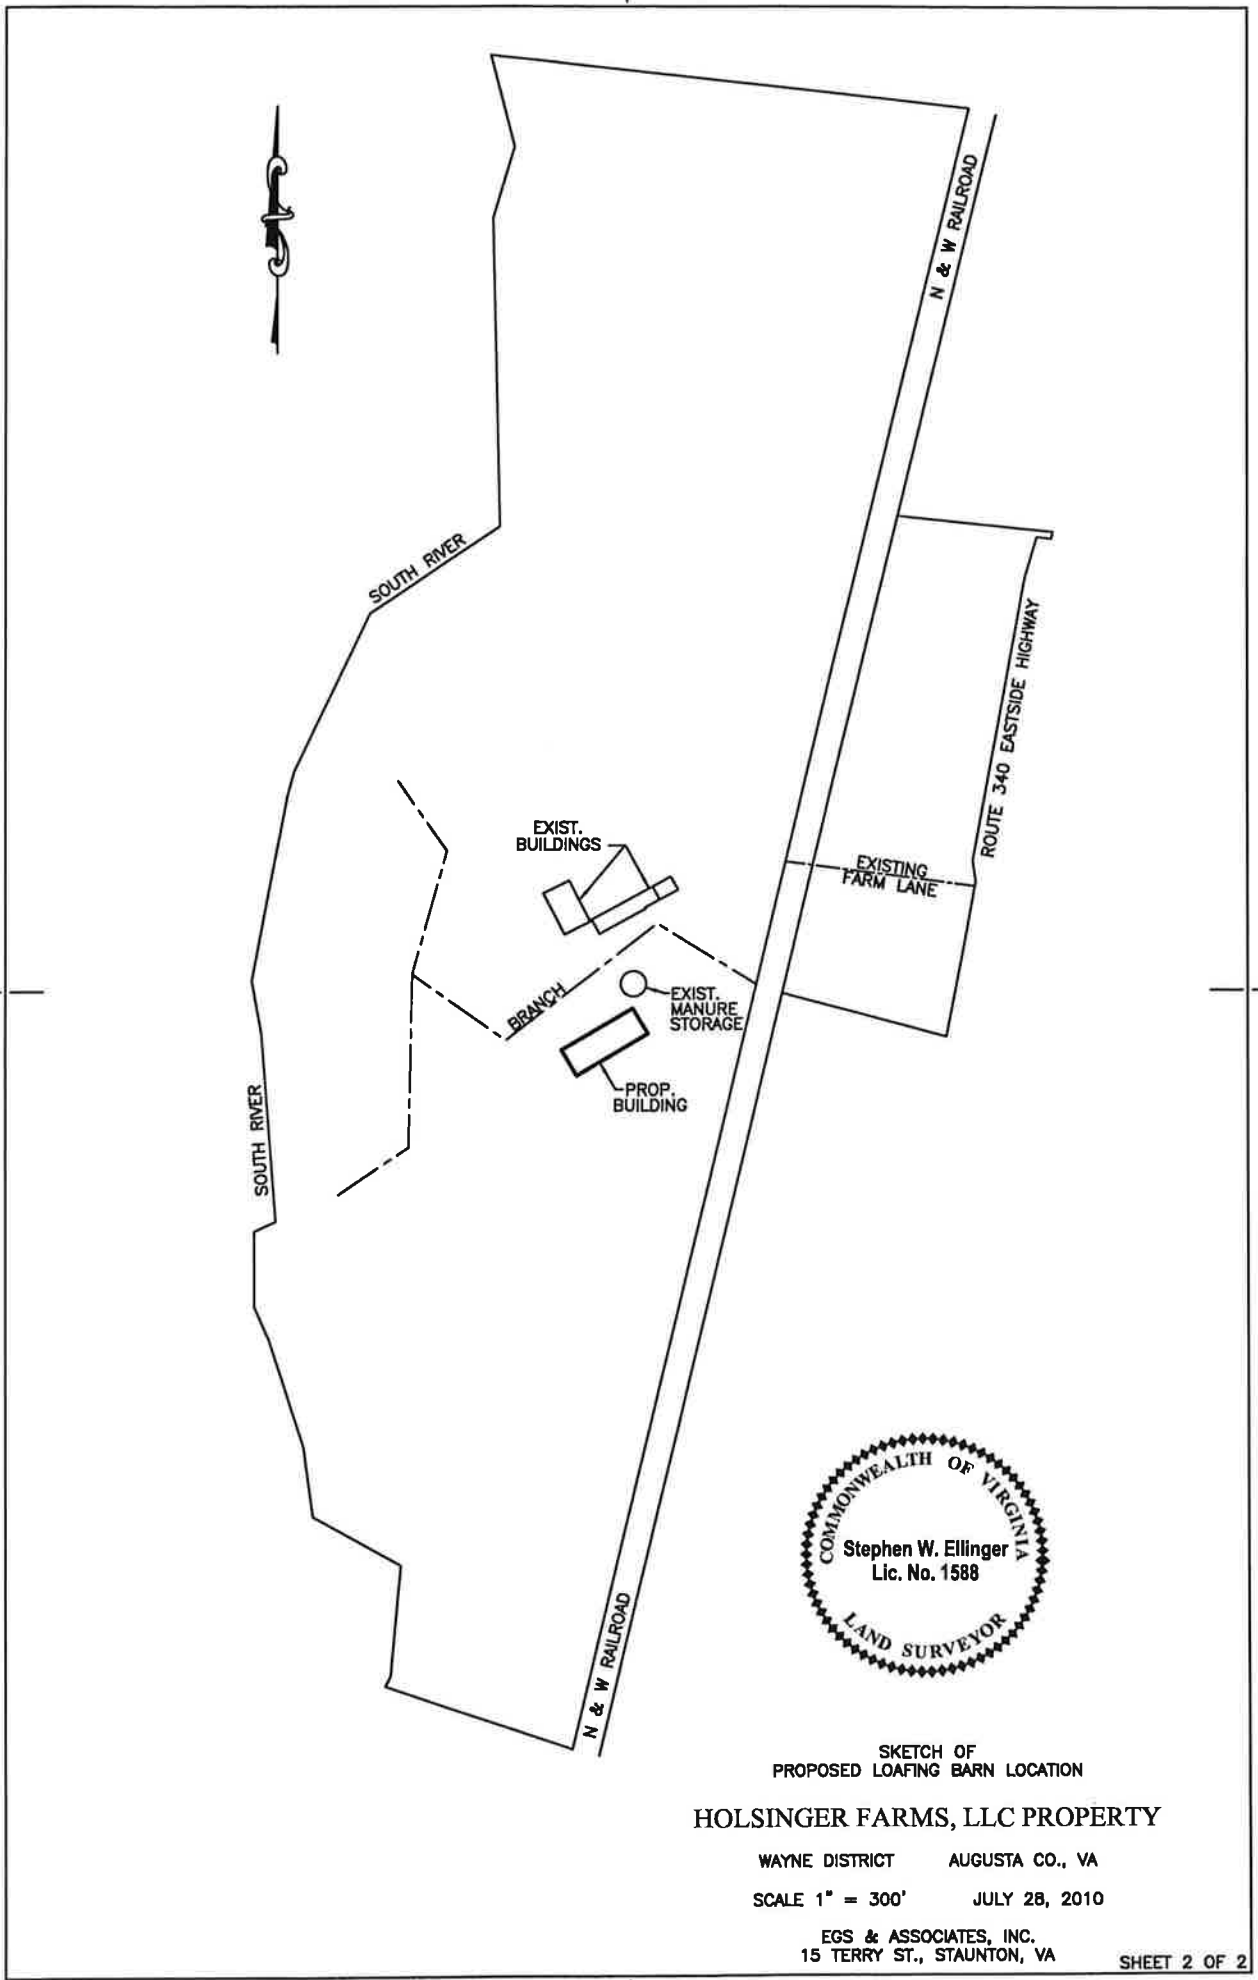 N & W RAILROAD
SOUTH RIVER
ROUTE 340 EASTSIDE HIGHWAY
EXIST.
BUILDINGS
EXISTING
FARM LANE
BRANCH
EXIST.
MANURE
STORAGE
PROP.
BUILDING
SOUTH RIVER
N & W RAILROAD
COMMONWEALTH OF VIRGINIA
Stephen W. Ellinger
Lic. No. 1588
LAND SURVEYOR
SKETCH OF
PROPOSED LOAFING BARN LOCATION
HOLSINGER FARMS, LLC PROPERTY
WAYNE DISTRICT AUGUSTA CO., VA
SCALE 1" = 300' JULY 28, 2010
EGS & ASSOCIATES, INC.
15 TERRY ST., STAUNTON, VA
SHEET 2 OF 2